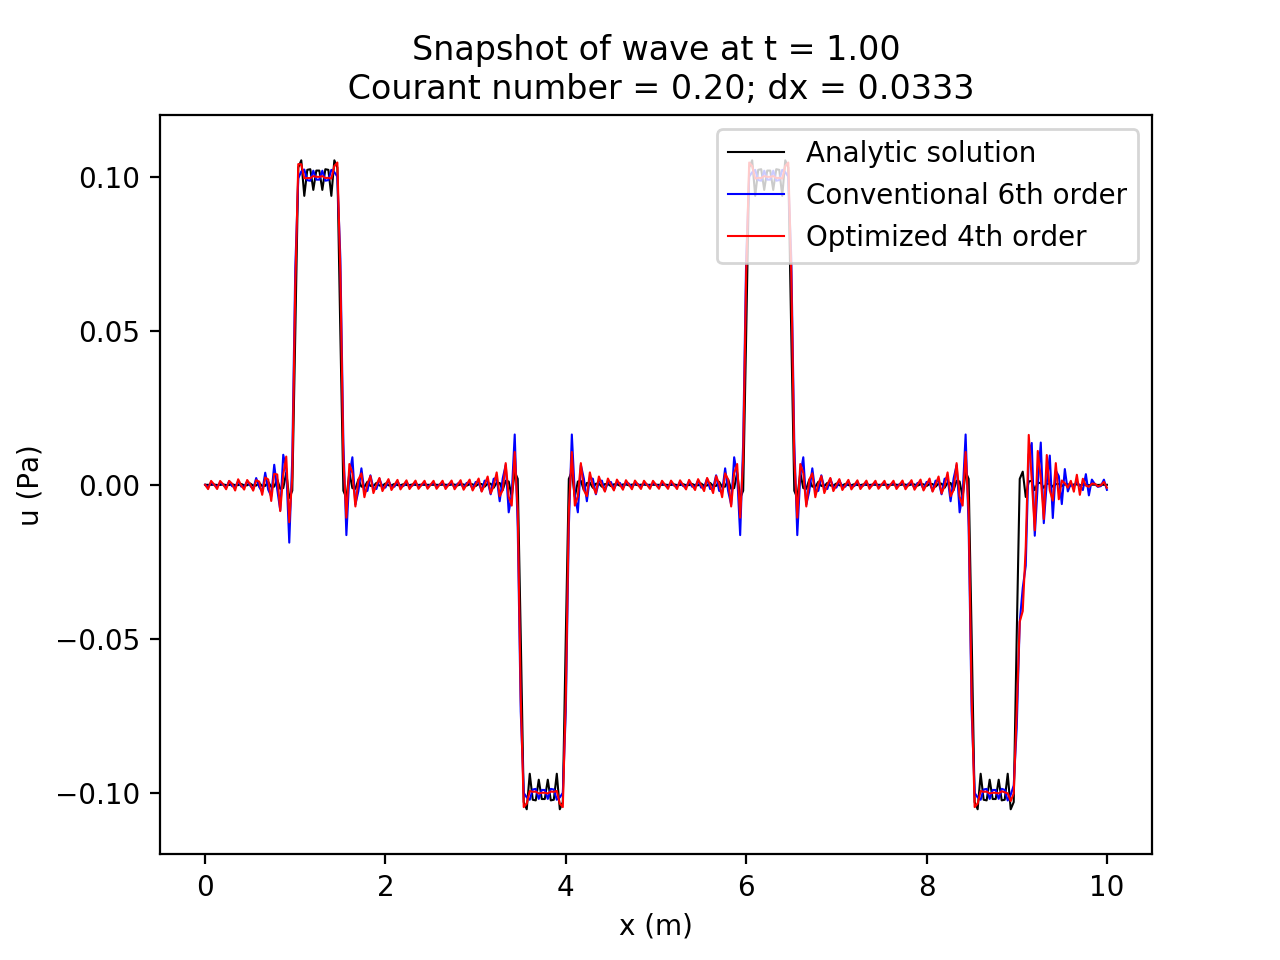 Snapshot of wave at t = 1.00
Courant number = 0.20; dx = 0.0333
Analytic solution
Conventional 6th order
Optimized 4th order
0.10
0.05
0.00
−0.05
−0.10
u (Pa)
0 2 4 6 8 10
x (m)